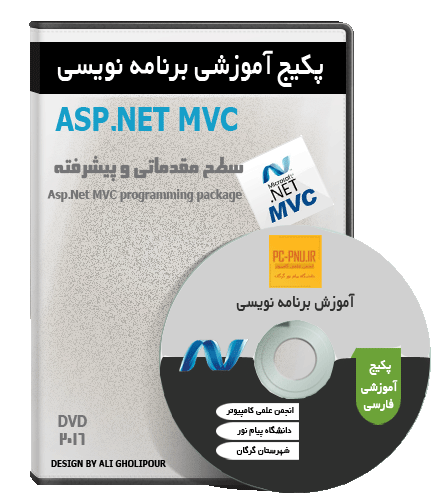 پکیج آموزشی برنامه نویسی
ASP.NET MVC
سطح مقدماتی و پیشرفته
Asp.Net MVC programming package
Microsoft
.NET
MVC
PC-PNU.IR
آموزش برنامه نویسی
پکیج
آموزشی
فارسی
انجمن علمی کامپیوتر
دانشگاه پیام نور
شهرستان گرگان
DVD
۲۰۱۶
DESIGN BY ALI GHOLIPOUR